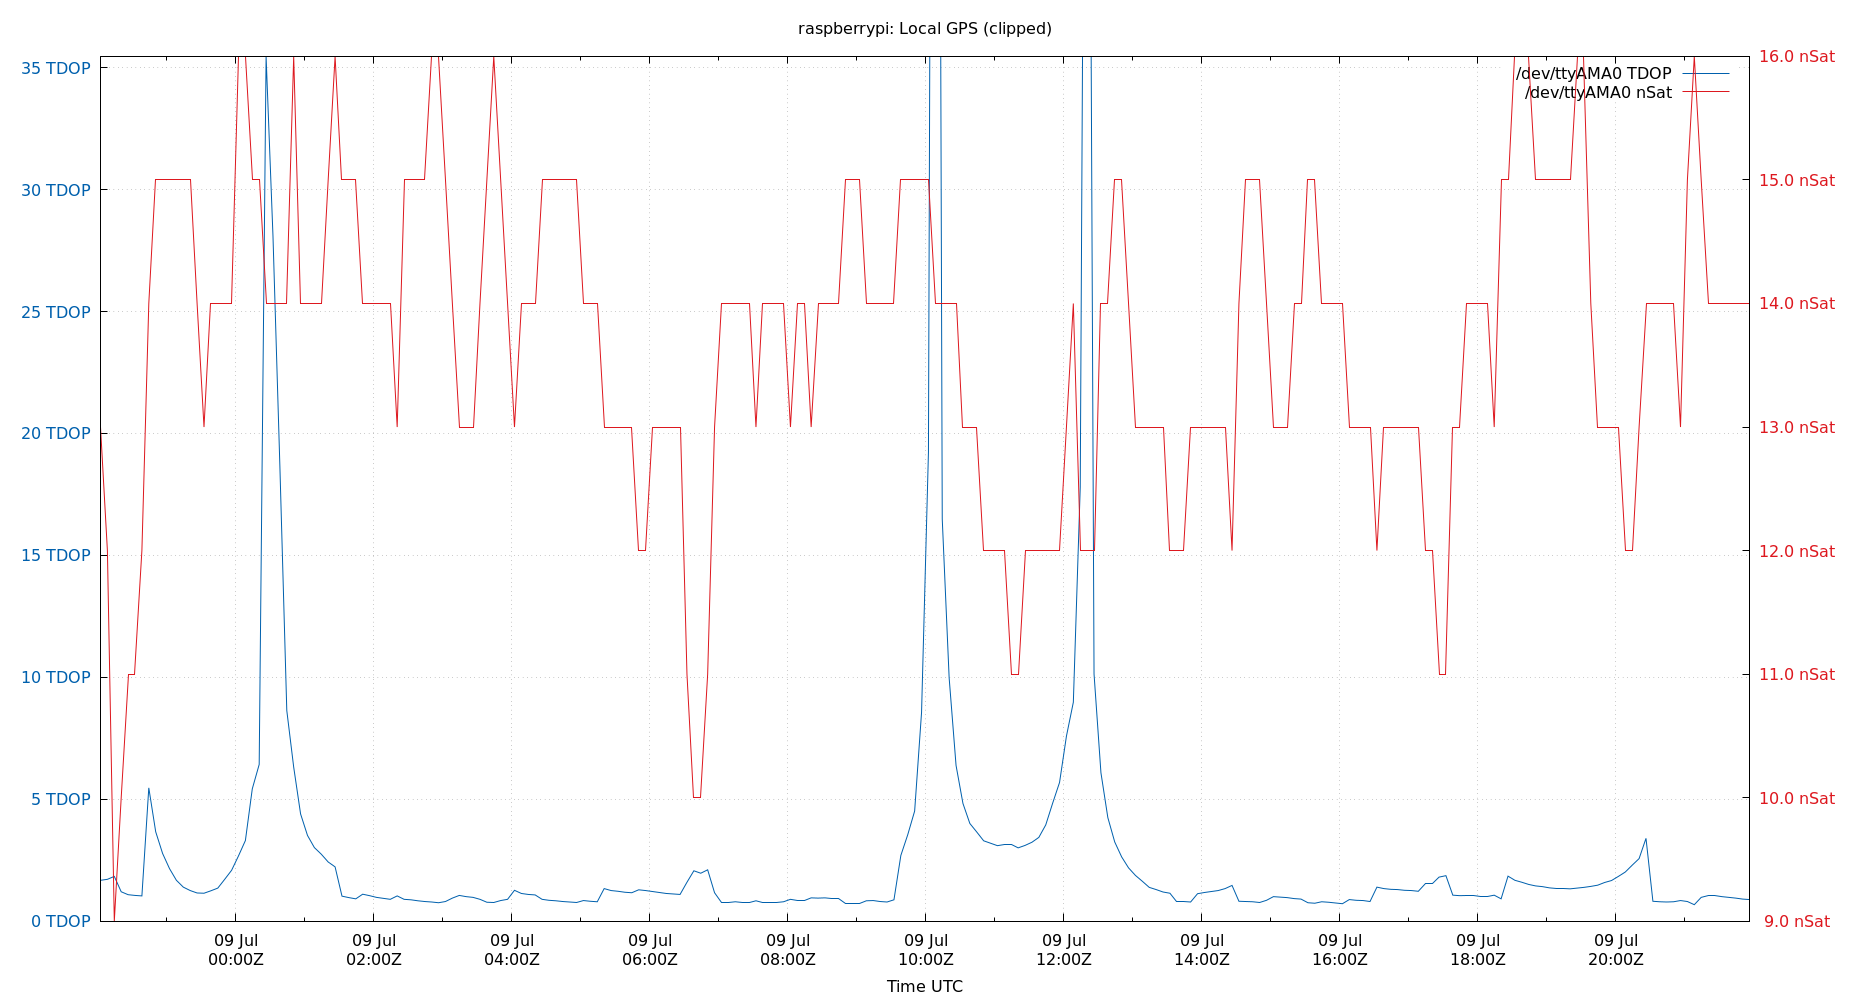 raspberrypi: Local GPS (clipped)
35 TDOP
30 TDOP
25 TDOP
20 TDOP
15 TDOP
10 TDOP
5 TDOP
0 TDOP
/dev/ttyAMA0 TDOP
/dev/ttyAMA0 nSat
16.0 nSat
15.0 nSat
14.0 nSat
13.0 nSat
12.0 nSat
11.0 nSat
10.0 nSat
9.0 nSat
09 Jul 09 Jul 09 Jul 09 Jul 09 Jul 09 Jul 09 Jul 09 Jul 09 Jul 09 Jul 09 Jul
00:00Z 02:00Z 04:00Z 06:00Z 08:00Z 10:00Z 12:00Z 14:00Z 16:00Z 18:00Z 20:00Z
Time UTC